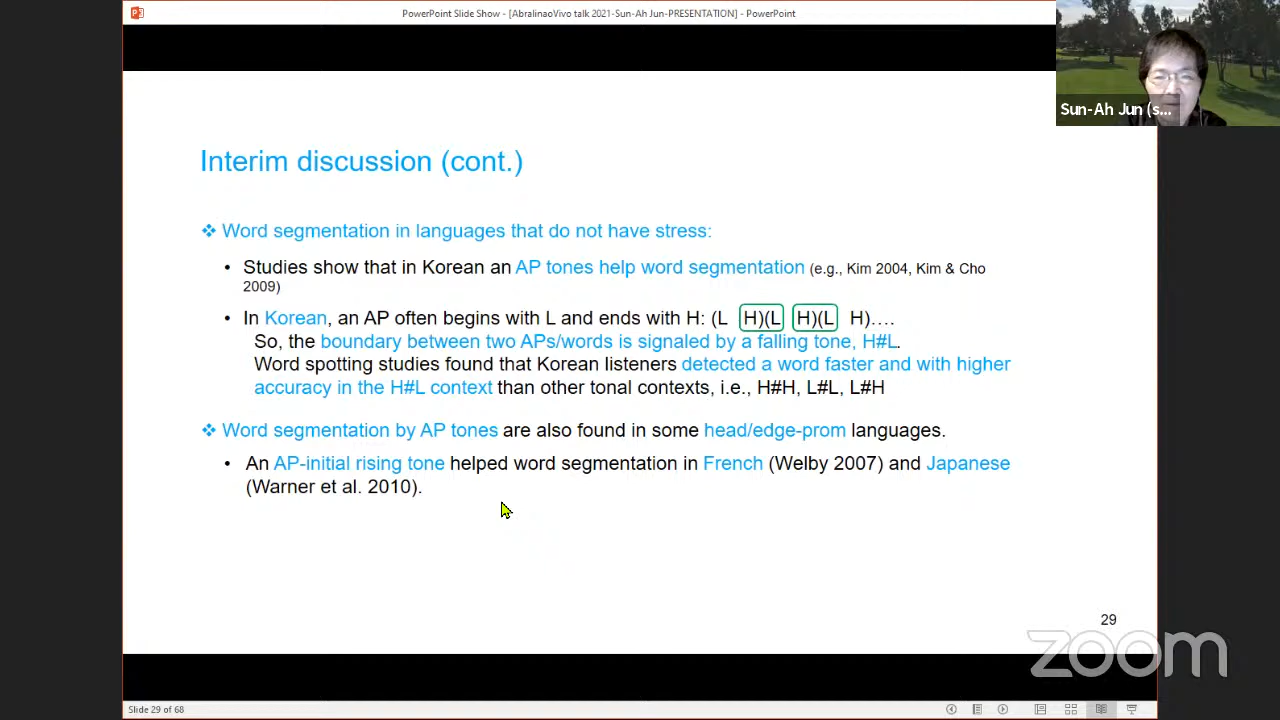 PowerPoint Slide Show - [AbralinaoVivo talk 2021-Sun-Ah Jun-PRESENTATION] - PowerPoint
Sun-Ah Jun (s...
Interim discussion (cont.)
❖ Word segmentation in languages that do not have stress:
• Studies show that in Korean an AP tones help word segmentation (e.g., Kim 2004, Kim & Cho
2009)
• In Korean, an AP often begins with L and ends with H: (L H)(L H)(L H)....
So, the boundary between two APs/words is signaled by a falling tone, H#L.
Word spotting studies found that Korean listeners detected a word faster and with higher
accuracy in the H#L context than other tonal contexts, i.e., H#H, L#L, L#H
❖ Word segmentation by AP tones are also found in some head/edge-prom languages.
• An AP-initial rising tone helped word segmentation in French (Welby 2007) and Japanese
(Warner et al. 2010).
29
zoom
Slide 29 of 68